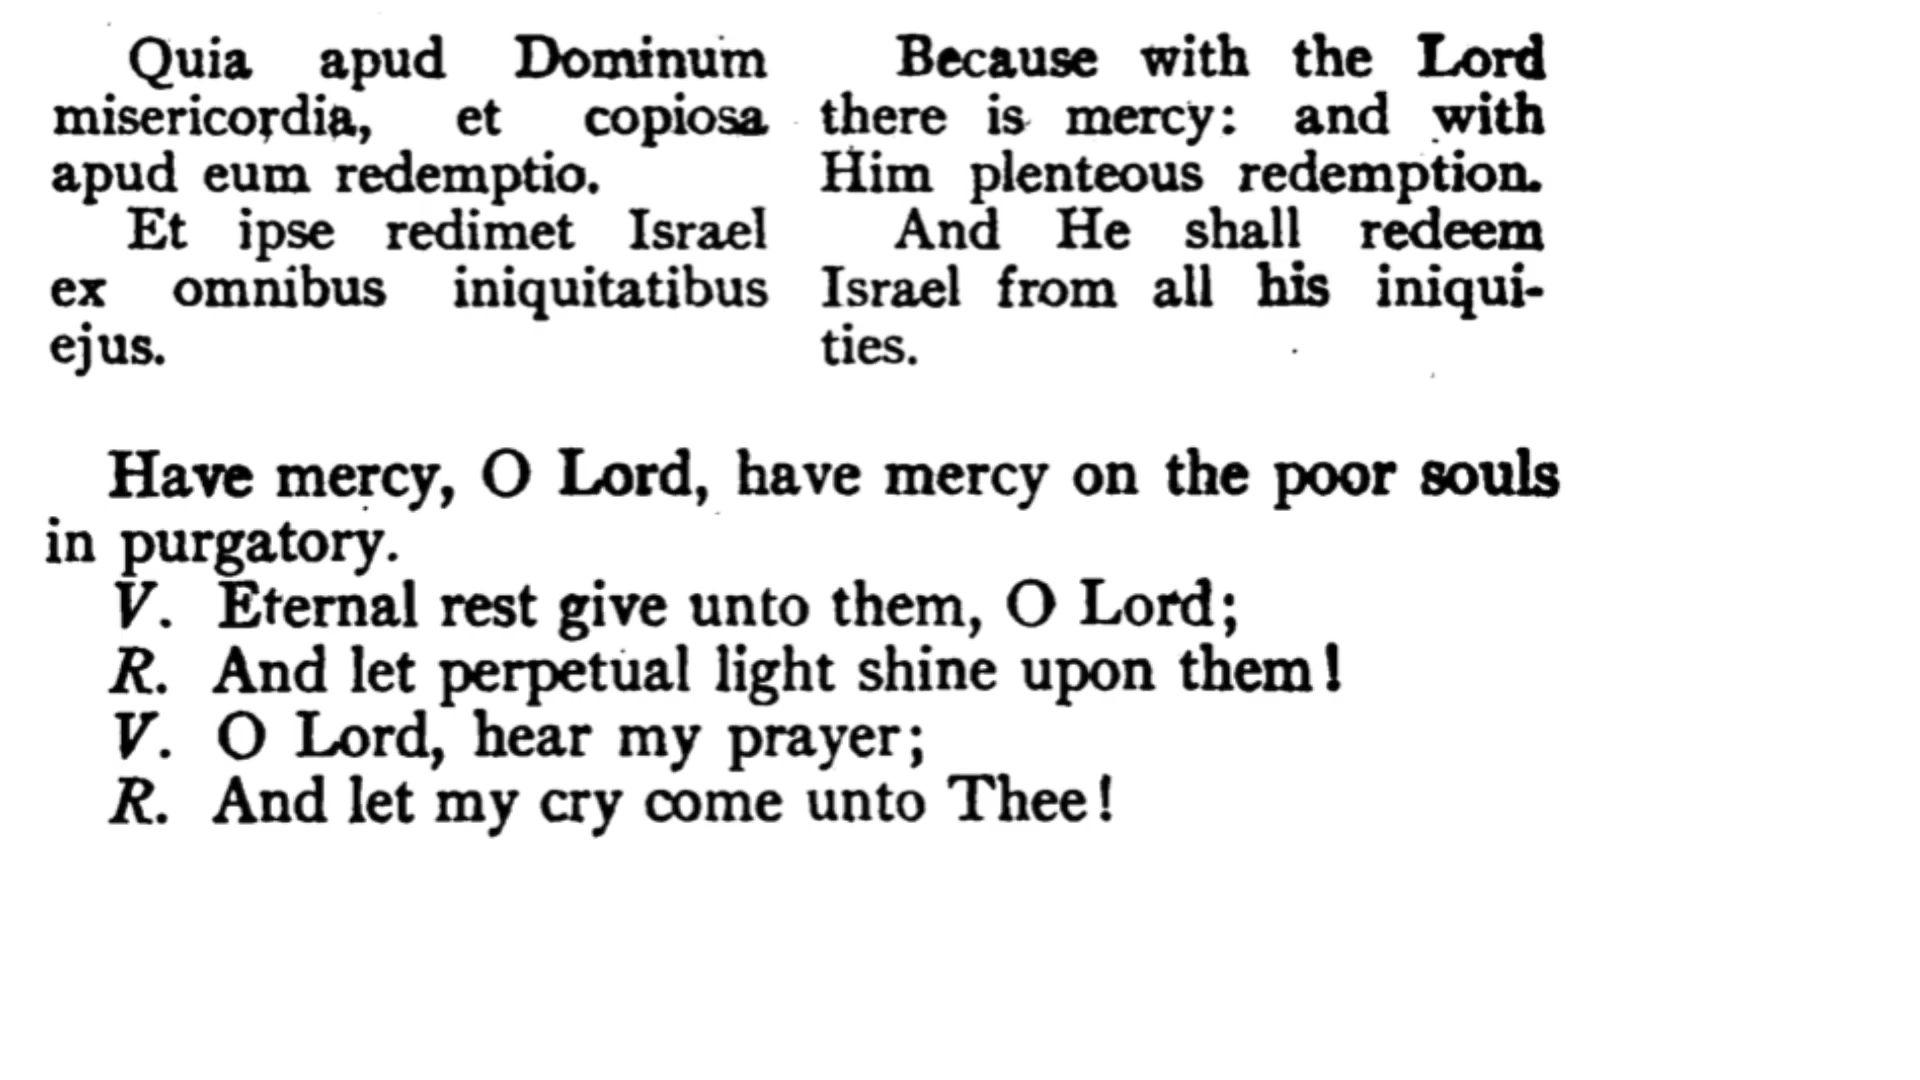 Quia apud Dominum
misericordia, et copiosa
apud eum redemptio.
Et ipse redimet Israel
ex omnibus iniquitatibus
ejus.
Because with the Lord
there is mercy: and with
Him plenteous redemption.
And He shall redeem
Israel from all his iniqui-
ties.
Have mercy, O Lord, have mercy on the poor souls
in purgatory.
V. Eternal rest give unto them, O Lord;
R. And let perpetual light shine upon them!
V. O Lord, hear my prayer;
R. And let my cry come unto Thee!